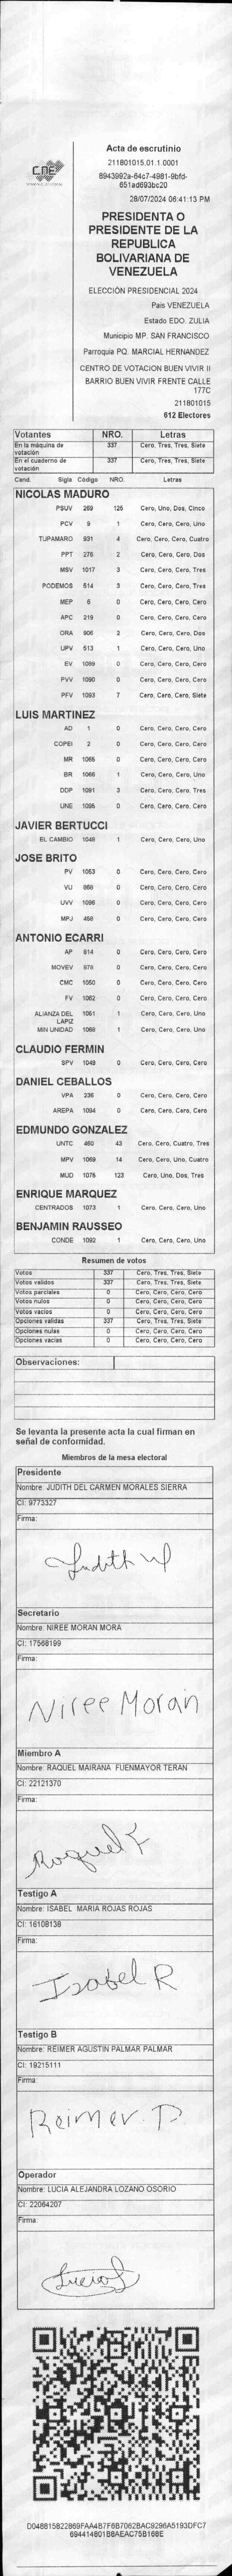 CNE
Acta de escrutinio
211801015.01.1.0001
8943992a-64c7-4981-9bfd-
651ad693bc20
28/07/2024 06:41:13 PM
PRESIDENTA O
PRESIDENTE DE LA
REPUBLICA
BOLIVARIANA DE
VENEZUELA
ELECCIÓN PRESIDENCIAL 2024
Pais VENEZUELA
Estado EDO. ZULIA
Municipio MP. SAN FRANCISCO
Parroquia PQ. MARCIAL HERNANDEZ
CENTRO DE VOTACION BUEN VIVIR II
BARRIO BUEN VIVIR FRENTE CALLE
177C
211801015
612 Electores
Votantes NRO. Letras
En la máquina de votación 337 Cero, Tres, Tres, Siete
En el cuaderno de votación 337 Cero, Tres, Tres, Siete
Cand. Sigla Código NRO. Letras
NICOLAS MADURO
PSUV 269 125 Cero, Uno, Dos, Cinco
PCV 9 1 Cero, Cero, Cero, Uno
TUPAMARO 931 4 Cero, Cero, Cero, Cuatro
PPT 276 2 Cero, Cero, Cero, Dos
MSV 1017 3 Cero, Cero, Cero, Tres
PODEMOS 514 3 Cero, Cero, Cero, Tres
MEP 6 0 Cero, Cero, Cero, Cero
APC 219 0 Cero, Cero, Cero, Cero
ORA 906 2 Cero, Cero, Cero, Dos
UPV 513 1 Cero, Cero, Cero, Uno
EV 1089 0 Cero, Cero, Cero, Cero
PVV 1090 0 Cero, Cero, Cero, Cero
PFV 1093 7 Cero, Cero, Cero, Siete
LUIS MARTINEZ
AD 1 0 Cero, Cero, Cero, Cero
COPEI 2 0 Cero, Cero, Cero, Cero
MR 1065 0 Cero, Cero, Cero, Cero
BR 1066 1 Cero, Cero, Cero, Uno
DDP 1091 3 Cero, Cero, Cero, Tres
UNE 1095 0 Cero, Cero, Cero, Cero
JAVIER BERTUCCI
EL CAMBIO 1048 1 Cero, Cero, Cero, Uno
JOSE BRITO
PV 1053 0 Cero, Cero, Cero, Cero
VU 868 0 Cero, Cero, Cero, Cero
UVV 1096 0 Cero, Cero, Cero, Cero
MPJ 458 0 Cero, Cero, Cero, Cero
ANTONIO ECARRI
AP 814 0 Cero, Cero, Cero, Cero
MOVEV 878 0 Cero, Cero, Cero, Cero
CMC 1050 0 Cero, Cero, Cero, Cero
FV 1062 0 Cero, Cero, Cero, Cero
ALIANZA DEL LAPIZ 1061 1 Cero, Cero, Cero, Uno
MIN UNIDAD 1068 1 Cero, Cero, Cero, Uno
CLAUDIO FERMIN
SPV 1049 0 Cero, Cero, Cero, Cero
DANIEL CEBALLOS
VPA 236 0 Cero, Cero, Cero, Cero
AREPA 1094 0 Cero, Cero, Cero, Cero
EDMUNDO GONZALEZ
UNTC 460 43 Cero, Cero, Cuatro, Tres
MPV 1069 14 Cero, Cero, Uno, Cuatro
MUD 1075 123 Cero, Uno, Dos, Tres
ENRIQUE MARQUEZ
CENTRADOS 1073 1 Cero, Cero, Cero, Uno
BENJAMIN RAUSSEO
CONDE 1092 1 Cero, Cero, Cero, Uno
Resumen de votos
Votos 337 Cero, Tres, Tres, Siete
Votos validos 337 Cero, Tres, Tres, Siete
Votos parciales 0 Cero, Cero, Cero, Cero
Votos nulos 0 Cero, Cero, Cero, Cero
Votos vacios 0 Cero, Cero, Cero, Cero
Opciones validas 337 Cero, Tres, Tres, Siete
Opciones nulas 0 Cero, Cero, Cero, Cero
Opciones vacias 0 Cero, Cero, Cero, Cero
Observaciones:
Se levanta la presente acta la cual firman en
señal de conformidad.
Miembros de la mesa electoral
Presidente
Nombre: JUDITH DEL CARMEN MORALES SIERRA
CI: 9773327
Firma:
Judith M
Secretario
Nombre: NIREE MORAN MORA
CI: 17568199
Firma:
Niree Moran
Miembro A
Nombre: RAQUEL MAIRANA FUENMAYOR TERAN
CI: 22121370
Firma:
Raquel F
Testigo A
Nombre: ISABEL MARIA ROJAS ROJAS
CI: 16108138
Firma:
Isabel R
Testigo B
Nombre: REIMER AGUSTIN PALMAR PALMAR
CI: 19215111
Firma:
Reimer. P.
Operador
Nombre: LUCIA ALEJANDRA LOZANO OSORIO
CI: 22064207
Firma:
Lucia
D048815822869FAA4B7F6B7062BAC9296A5193DFC7
694414801B8AEAC75B168E